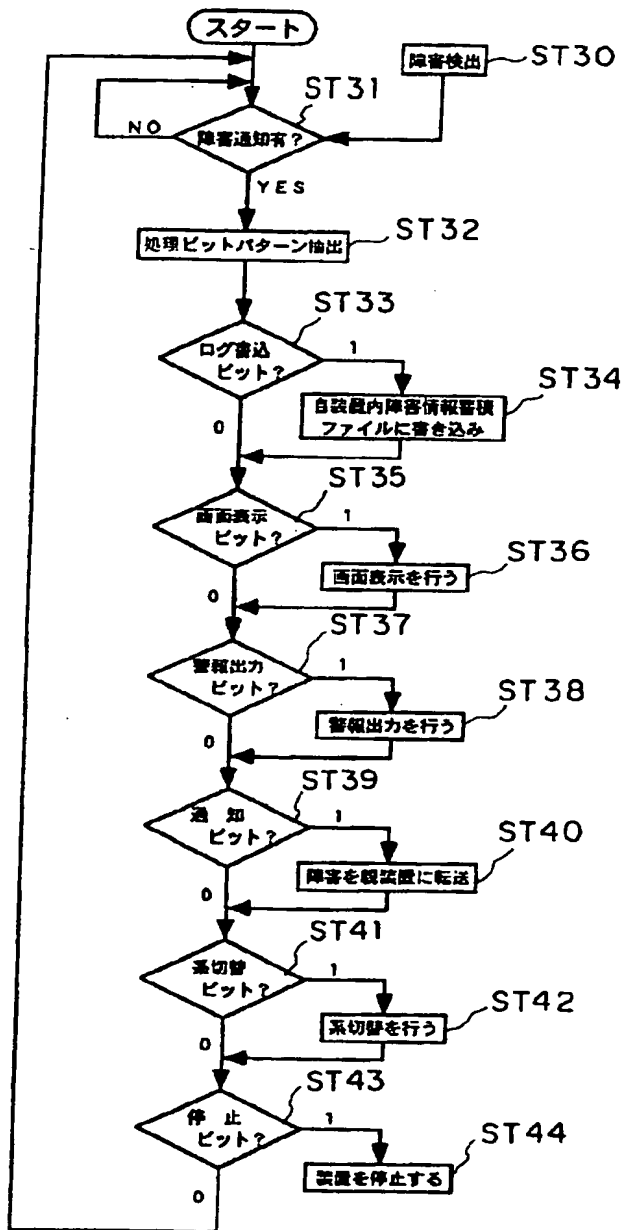 スタート
障害検出
ST30
ST31
NO
障害通知有?
YES
処理ビットパターン抽出
ST32
ST33
ログ書込
ビット?
1
0
ST34
自装置内障害情報蓄積
ファイルに書き込み
ST35
画面表示
ビット?
1
0
ST36
画面表示を行う
ST37
警報出力
ビット?
1
0
ST38
警報出力を行う
ST39
通 知
ビット?
1
0
ST40
障害を親装置に転送
ST41
系切替
ビット?
1
0
ST42
系切替を行う
ST43
停 止
ビット?
1
0
ST44
装置を停止する